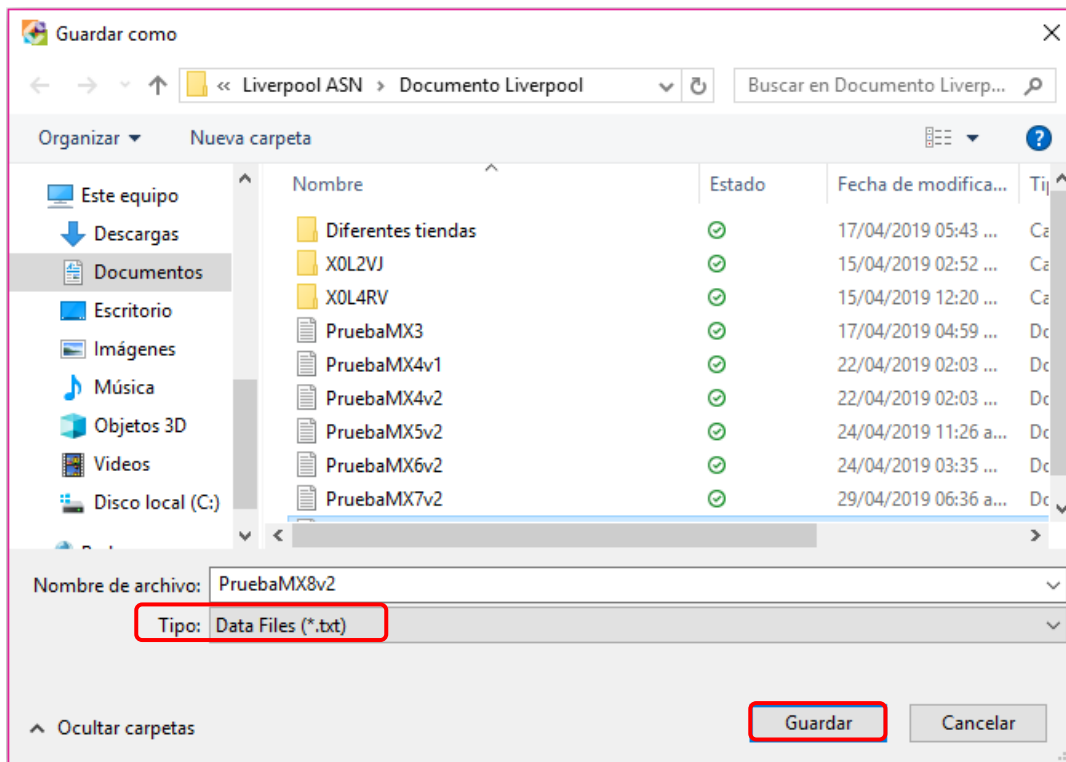 Guardar como
« Liverpool ASN > Documento Liverpool
Buscar en Documento Liverp...
Organizar
Nueva carpeta
?
Nombre
Estado
Fecha de modifica...
Este equipo
Descargas
Documentos
Escritorio
Imágenes
Música
Objetos 3D
Videos
Disco local (C:)
Diferentes tiendas 17/04/2019 05:43 ... Ca
X0L2VJ 15/04/2019 02:52 ... Ca
X0L4RV 15/04/2019 12:20 ... Ca
PruebaMX3 17/04/2019 04:59 ...
PruebaMX4v1 22/04/2019 02:03 ...
PruebaMX4v2 22/04/2019 02:03 ...
PruebaMX5v2 24/04/2019 11:26 a...
PruebaMX6v2 24/04/2019 03:35 ...
PruebaMX7v2 29/04/2019 06:36 a...
Nombre de archivo: PruebaMX8v2
Tipo: Data Files (*.txt)
Ocultar carpetas
Guardar
Cancelar